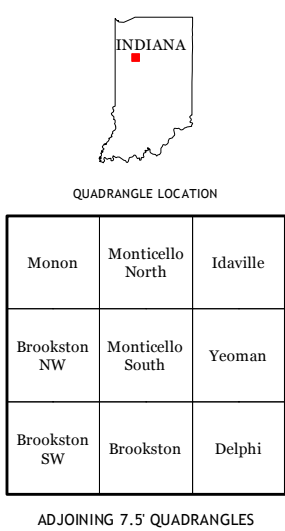 INDIANA
QUADRANGLE LOCATION
Monon
Monticello
North
Idaville
Brookston
NW
Monticello
South
Yeoman
Brookston
SW
Brookston
Delphi
ADJOINING 7.5' QUADRANGLES